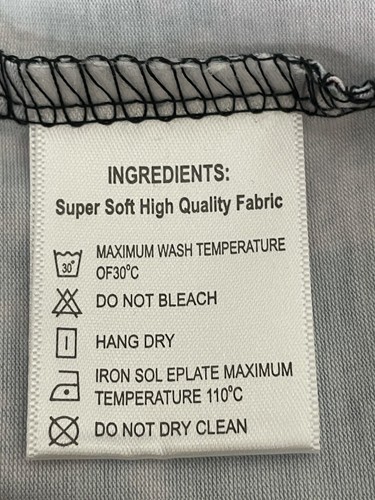 INGREDIENTS:
Super Soft High Quality Fabric
30° MAXIMUM WASH TEMPERATURE
OF30°C
DO NOT BLEACH
HANG DRY
IRON SOL EPLATE MAXIMUM
TEMPERATURE 110°C
DO NOT DRY CLEAN